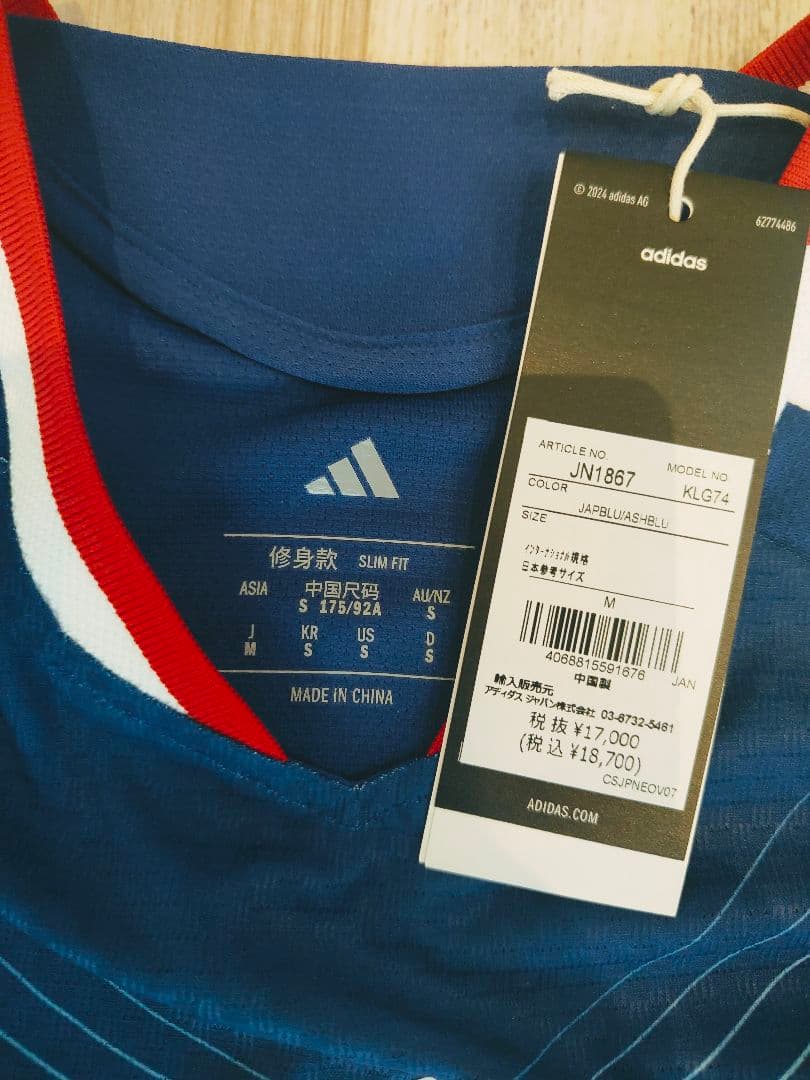 © 2024 adidas AG
62774486
adidas
ARTICLE NO.
JN1867
MODEL NO.
KLG74
COLOR
JAPBLU/ASHBLU
SIZE
インターナショナル規格
日本参考サイズ
M
4068815591676
JAN
中国製
輸入販売元
アディダス ジャパン株式会社 03-6732-5461
税抜 ¥17,000
(税込 ¥18,700)
CSJPNEOV07
ADIDAS.COM
修身款 SLIM FIT
ASIA 中国尺码 AU/NZ
S 175/92A S
J KR US D
M S S S
MADE IN CHINA